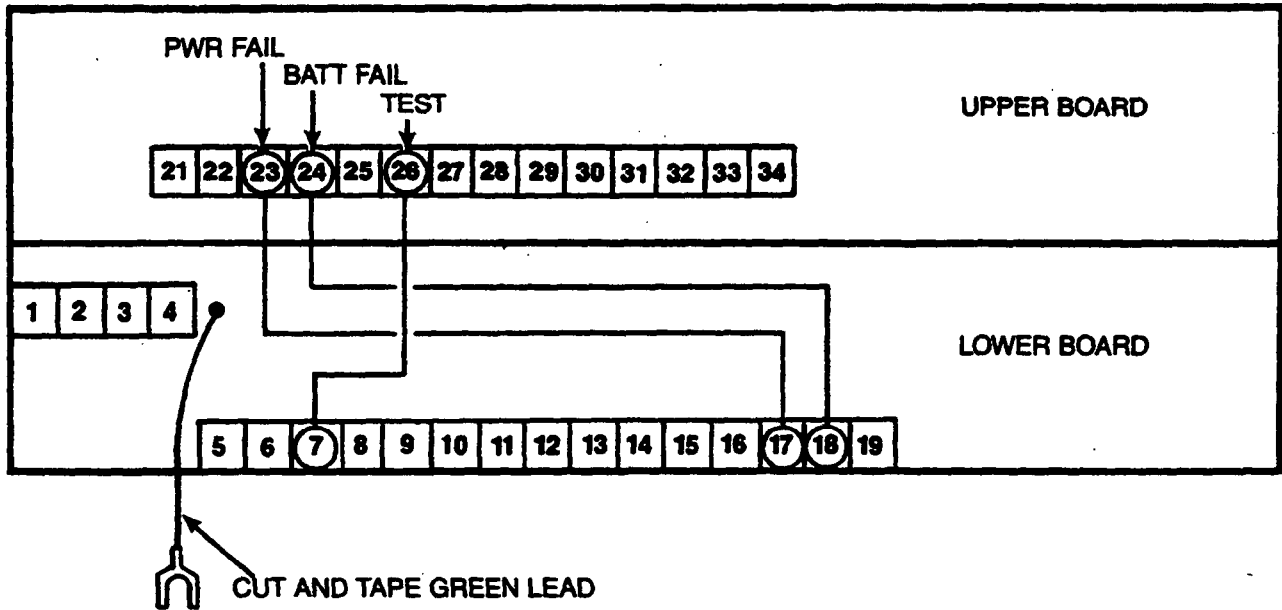 PWR FAIL
BATT FAIL
TEST
UPPER BOARD
21 22 23 24 25 26 27 28 29 30 31 32 33 34
1 2 3 4
LOWER BOARD
5 6 7 8 9 10 11 12 13 14 15 16 17 18 19
CUT AND TAPE GREEN LEAD